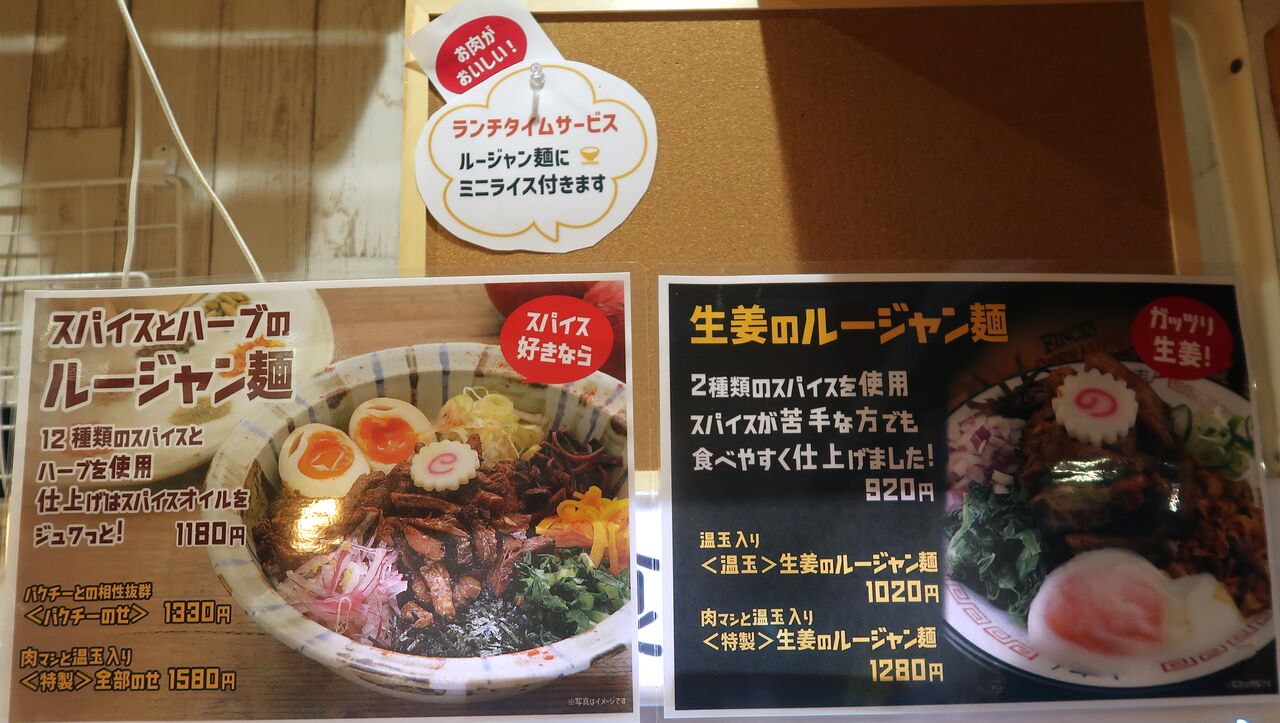 お肉が
おいしい!
ランチタイムサービス
ルージャン麺に
ミニライス付きます
スパイスとハーブの
ルージャン麺
スパイス
好きなら
12種類のスパイスと
ハーブを使用
仕上げはスパイスオイルを
ジュワっと!
1180円
パクチーとの相性抜群
<パクチーのせ> 1330円
肉マシと温玉入り
<特製>全部のせ 1580円
※写真はイメージです
生姜のルージャン麺
ガッツリ
生姜!
2種類のスパイスを使用
スパイスが苦手な方でも
食べやすく仕上げました!
920円
温玉入り
<温玉>生姜のルージャン麺
1020円
肉マシと温玉入り
<特製>生姜のルージャン麺
1280円